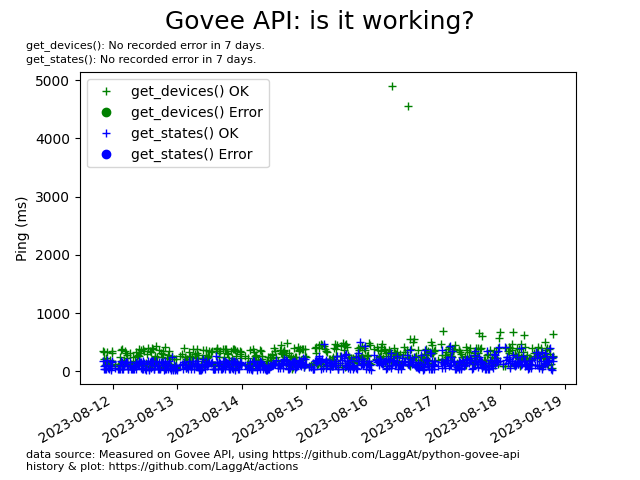 Govee API: is it working?
get_devices(): No recorded error in 7 days.
get_states(): No recorded error in 7 days.
get_devices() OK
get_devices() Error
get_states() OK
get_states() Error
Ping (ms)
5000
4000
3000
2000
1000
0
2023-08-12
2023-08-13
2023-08-14
2023-08-15
2023-08-16
2023-08-17
2023-08-18
2023-08-19
data source: Measured on Govee API, using https://github.com/LaggAt/python-govee-api
history & plot: https://github.com/LaggAt/actions